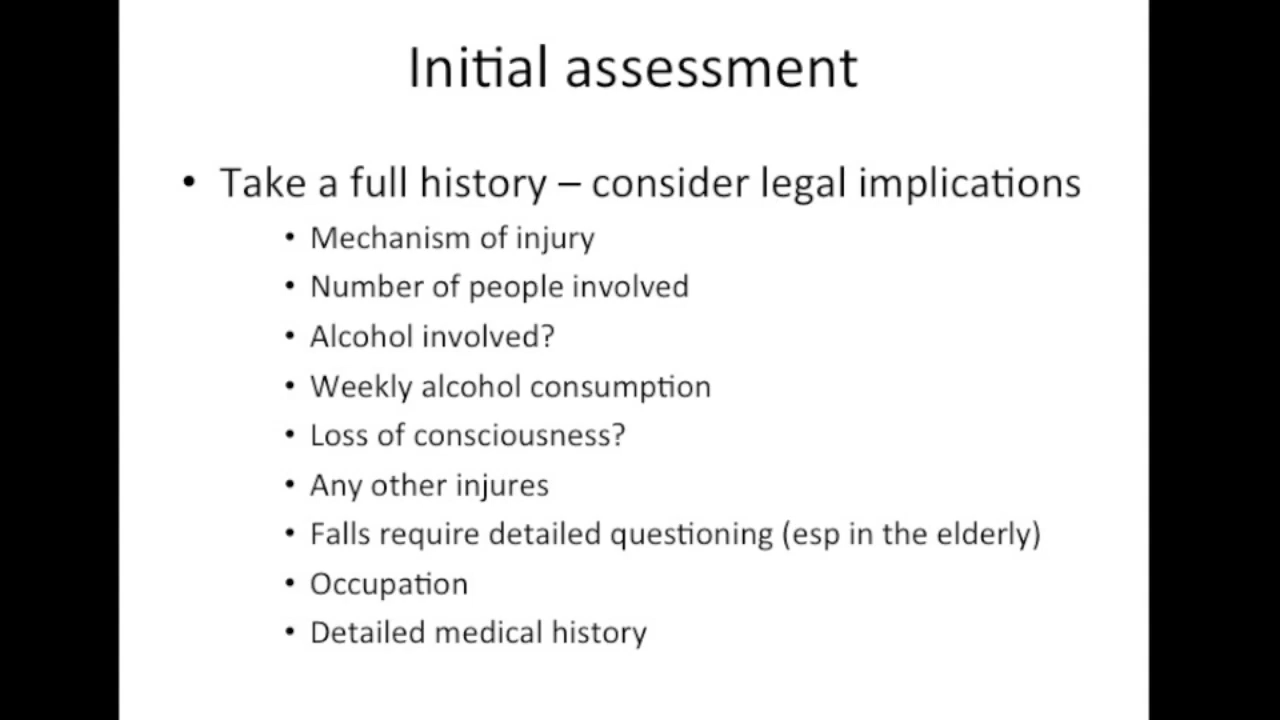 Initial assessment
• Take a full history – consider legal implications
• Mechanism of injury
• Number of people involved
• Alcohol involved?
• Weekly alcohol consumption
• Loss of consciousness?
• Any other injures
• Falls require detailed questioning (esp in the elderly)
• Occupation
• Detailed medical history